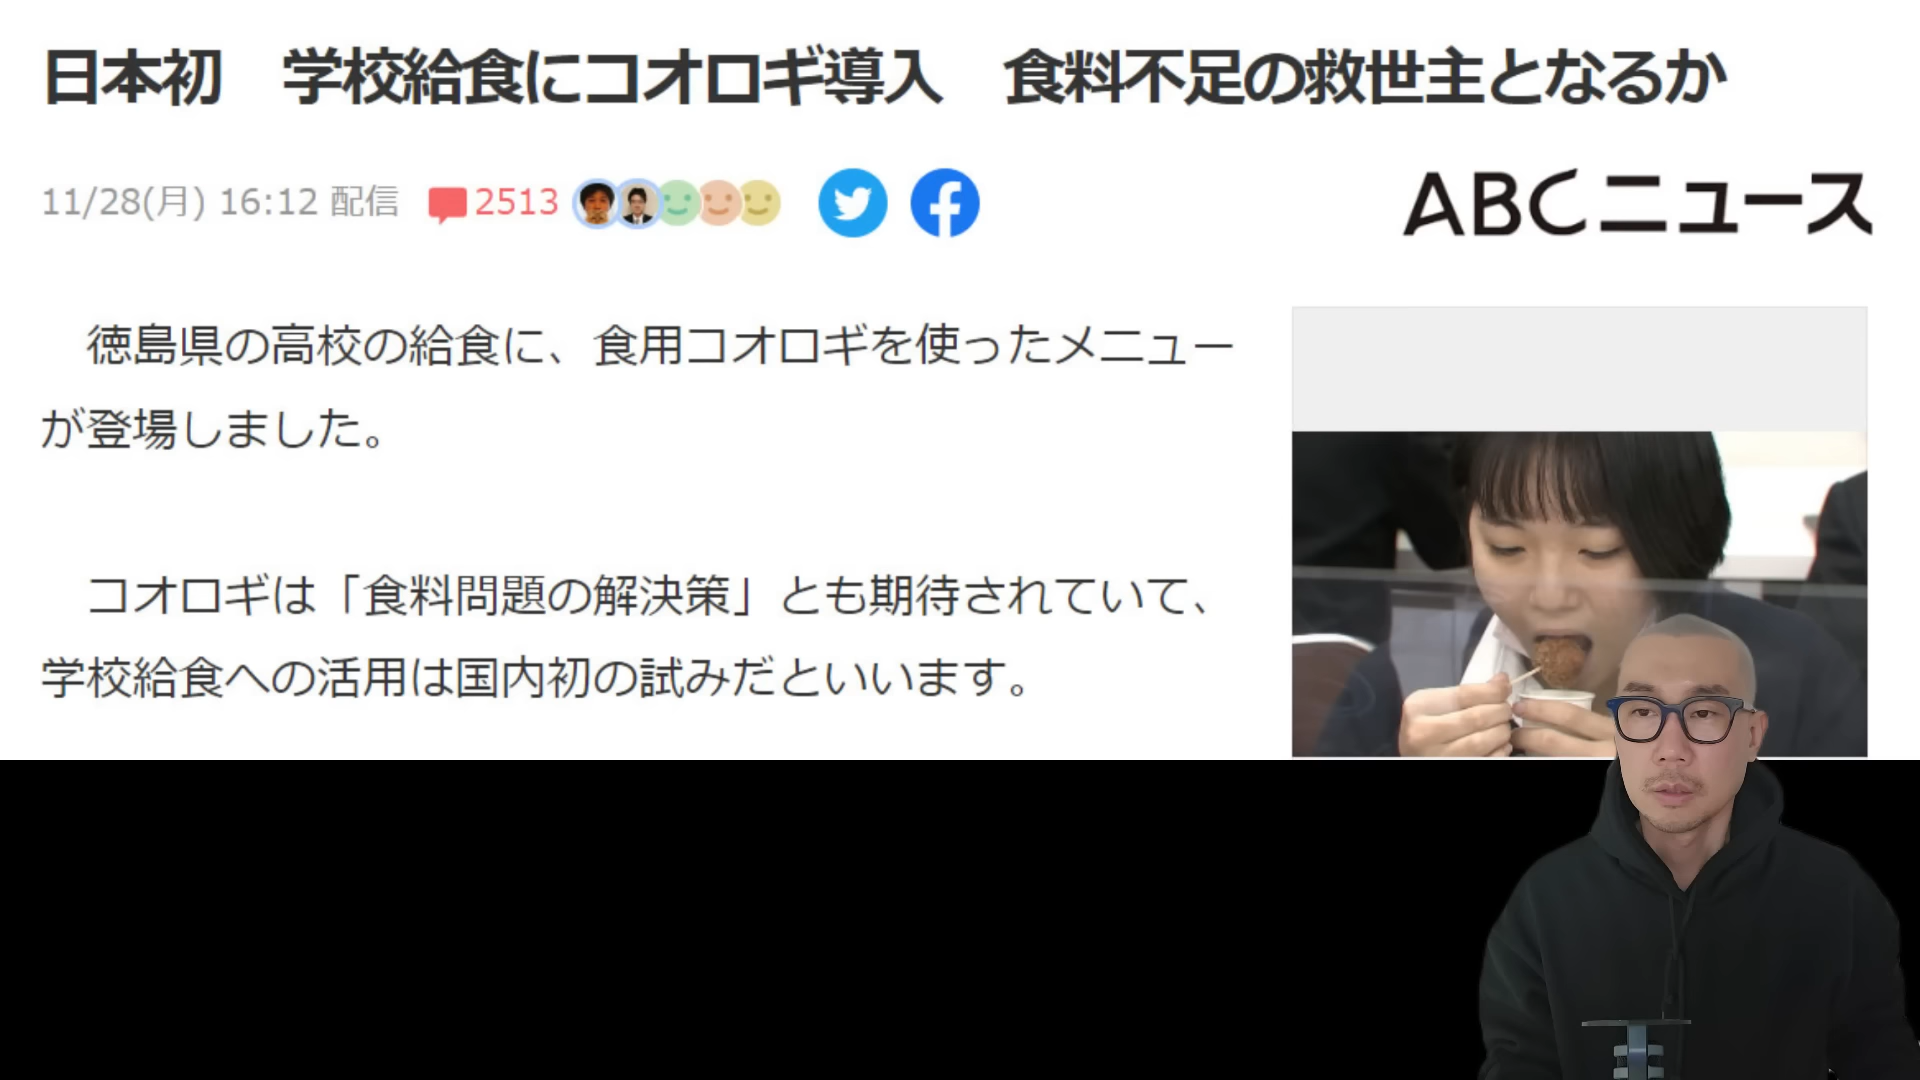 日本初　学校給食にコオロギ導入　食料不足の救世主となるか
11/28(月) 16:12 配信 2513
ABCニュース
徳島県の高校の給食に、食用コオロギを使ったメニュー
が登場しました。
コオロギは「食料問題の解決策」とも期待されていて、
学校給食への活用は国内初の試みだといいます。